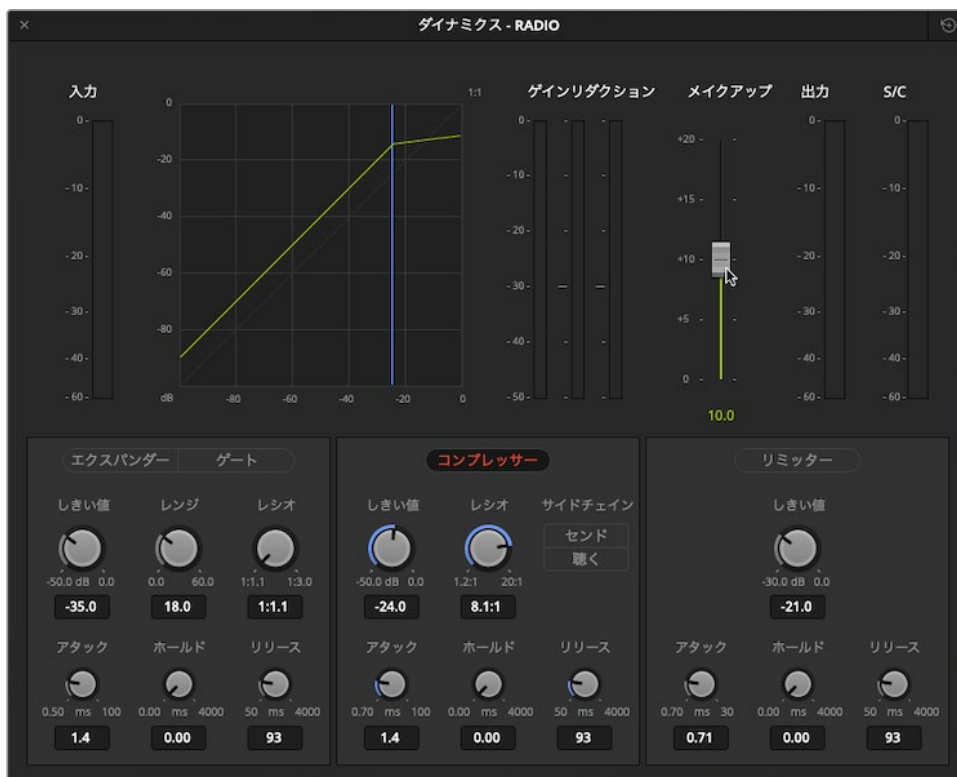 ダイナミクス - RADIO
入力
1:1
ゲインリダクション
メイクアップ
出力
S/C
0 -10 -20 -30 -40 -60
0 -20 -40 -60 -80
dB -80 -60 -40 -20 0
0 -10 -20 -30 -40 -50
+20 +15 +10 +5 0
10.0
0 -10 -20 -30 -40 -60
0 -10 -20 -30 -40 -60
エクスパンダー ゲート
しきい値 レンジ レシオ
-50.0 dB 0.0 0.0 60.0 1:1.1 1:3.0
-35.0 18.0 1:1.1
アタック ホールド リリース
0.50 ms 100 0.00 ms 4000 50 ms 4000
1.4 0.00 93
コンプレッサー
しきい値 レシオ サイドチェイン
センド
聴く
-50.0 dB 0.0 1.2:1 20:1
-24.0 8.1:1
アタック ホールド リリース
0.70 ms 100 0.00 ms 4000 50 ms 4000
1.4 0.00 93
リミッター
しきい値
-30.0 dB 0.0
-21.0
アタック ホールド リリース
0.70 ms 30 0.00 ms 4000 50 ms 4000
0.71 0.00 93